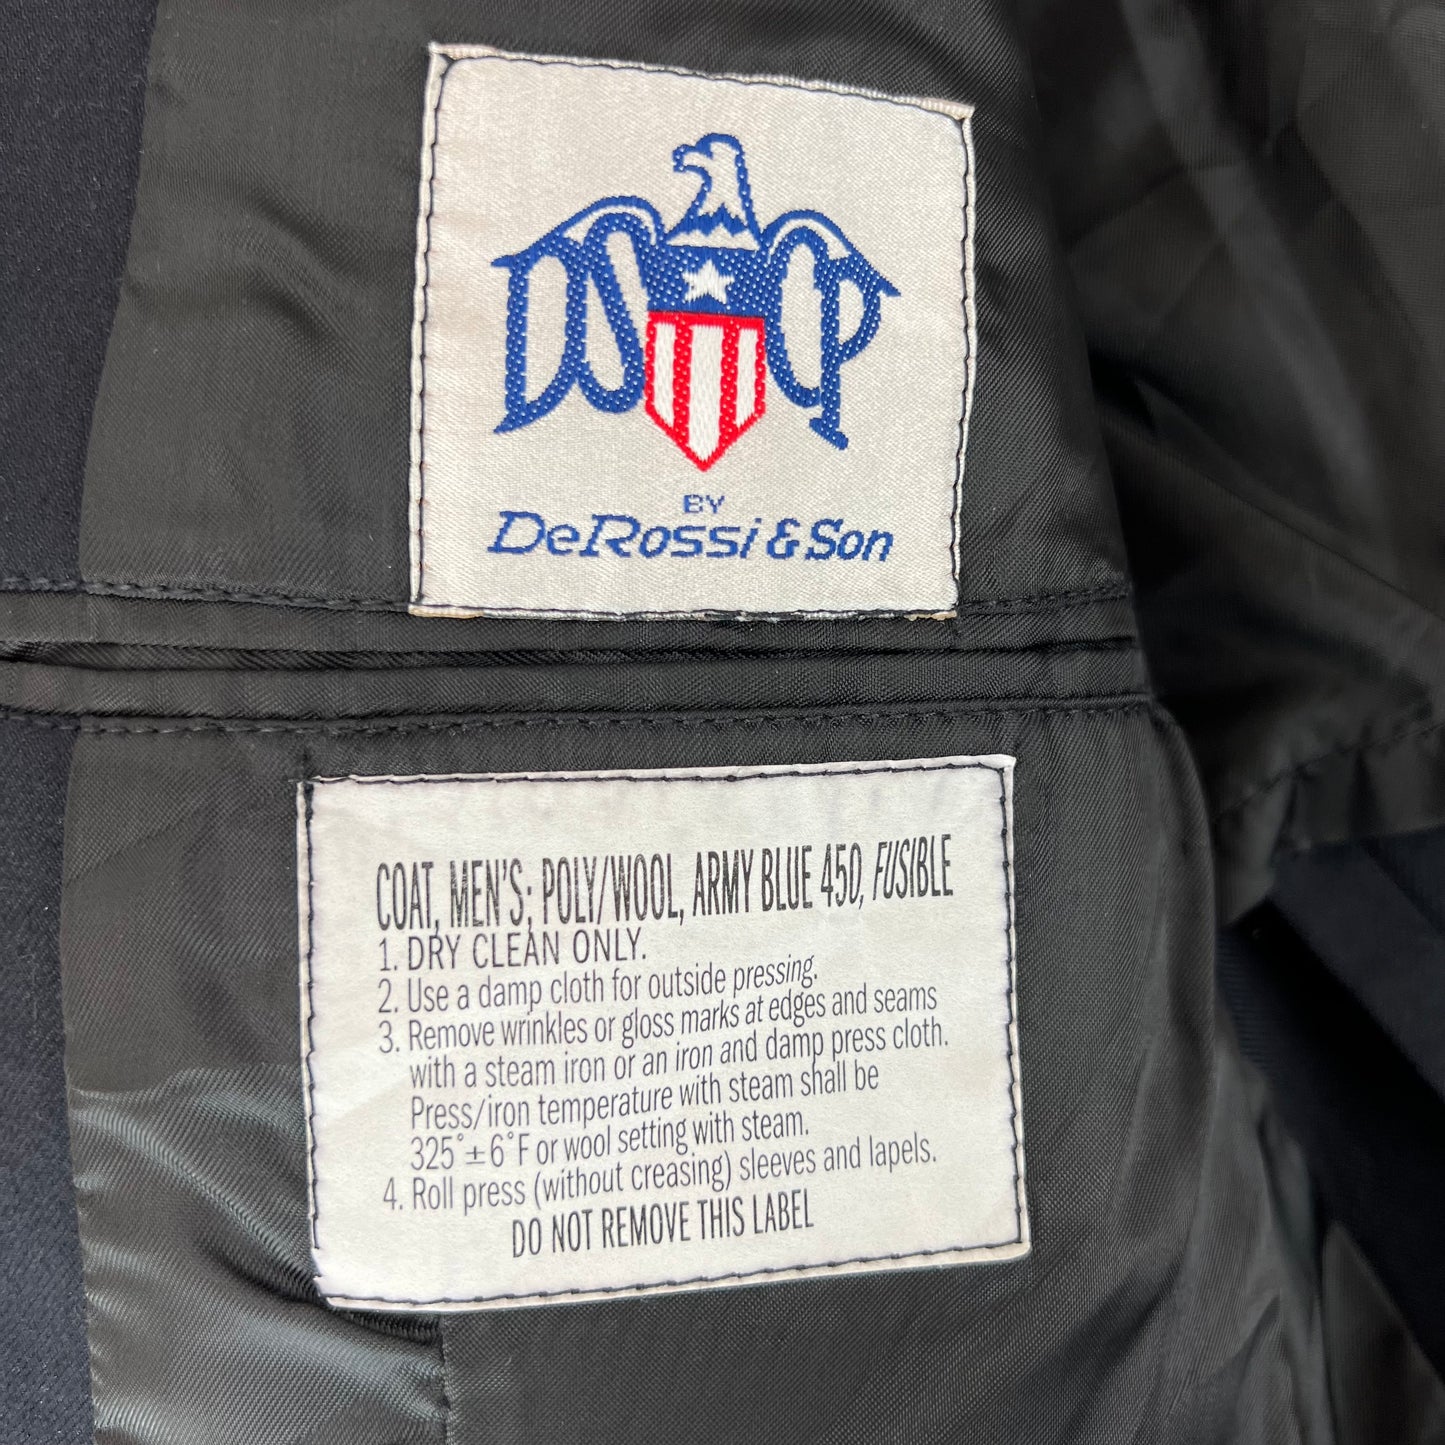 DSCP
BY
DeRossi & Son
COAT, MEN'S; POLY/WOOL, ARMY BLUE 450, FUSIBLE
1. DRY CLEAN ONLY.
2. Use a damp cloth for outside pressing.
3. Remove wrinkles or gloss marks at edges and seams
with a steam iron or an iron and damp press cloth.
Press/iron temperature with steam shall be
325°±6°F or wool setting with steam.
4. Roll press (without creasing) sleeves and lapels.
DO NOT REMOVE THIS LABEL